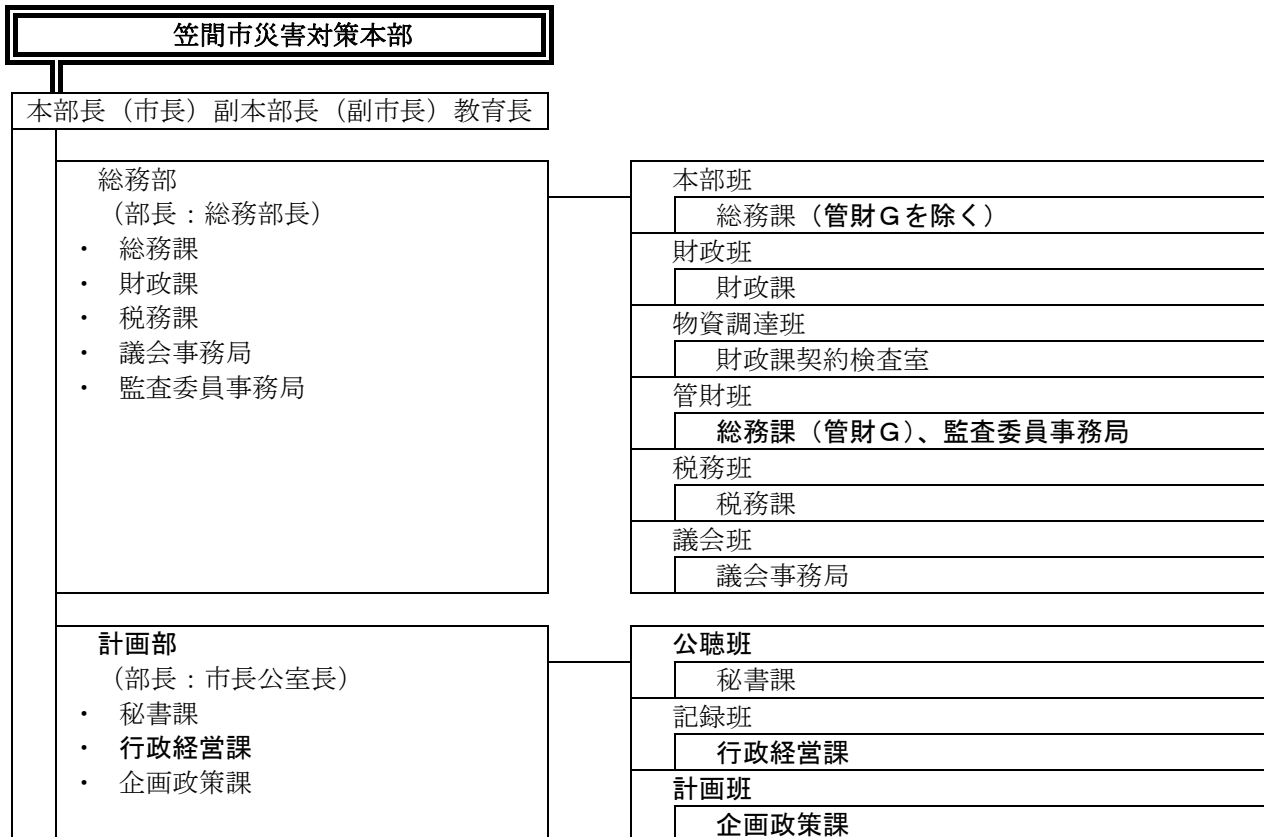 笠間市災害対策本部
本部長（市長）副本部長（副市長）教育長
総務部
（部長：総務部長）
・ 総務課
・ 財政課
・ 税務課
・ 議会事務局
・ 監査委員事務局
本部班
総務課（管財Ｇを除く）
財政班
財政課
物資調達班
財政課契約検査室
管財班
総務課（管財Ｇ）、監査委員事務局
税務班
税務課
議会班
議会事務局
計画部
（部長：市長公室長）
・ 秘書課
・ 行政経営課
・ 企画政策課
公聴班
秘書課
記録班
行政経営課
計画班
企画政策課